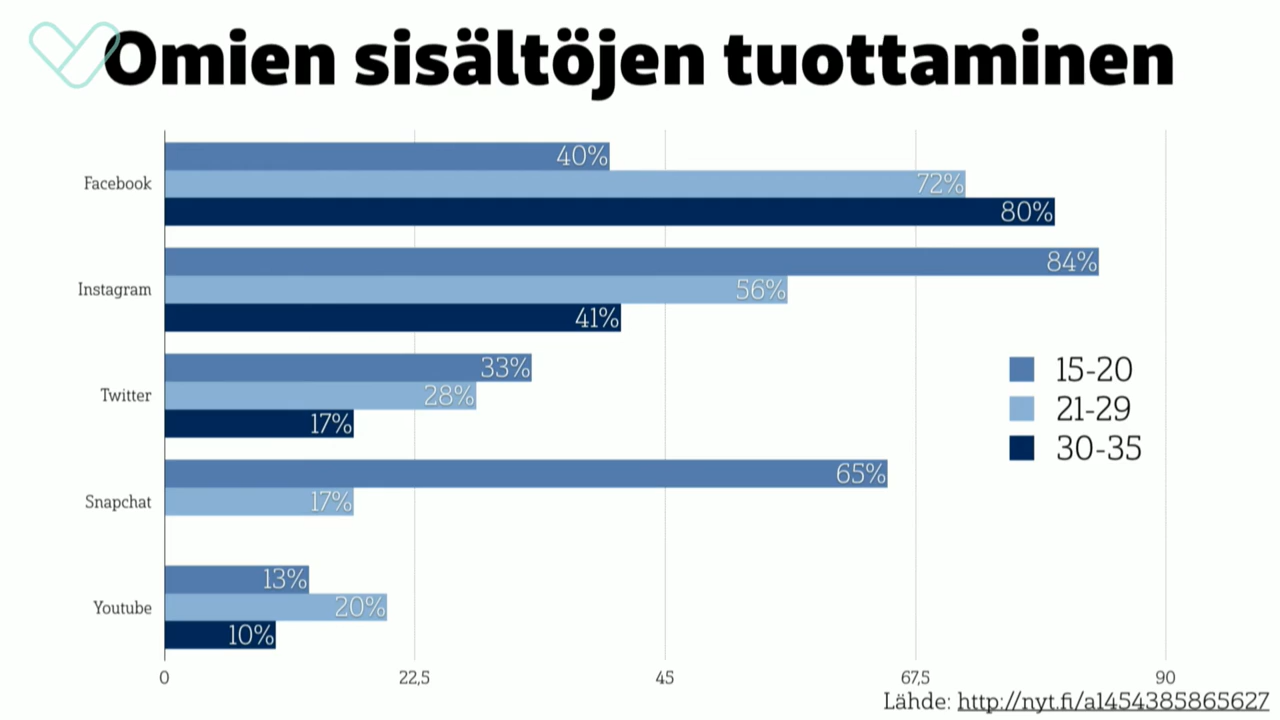 Omien sisältöjen tuottaminen
Facebook
40%
72%
80%
Instagram
84%
56%
41%
Twitter
33%
28%
17%
Snapchat
65%
17%
Youtube
13%
20%
10%
15-20
21-29
30-35
0 22,5 45 67,5 90
Lähde: http://nyt.fi/a1454385865627